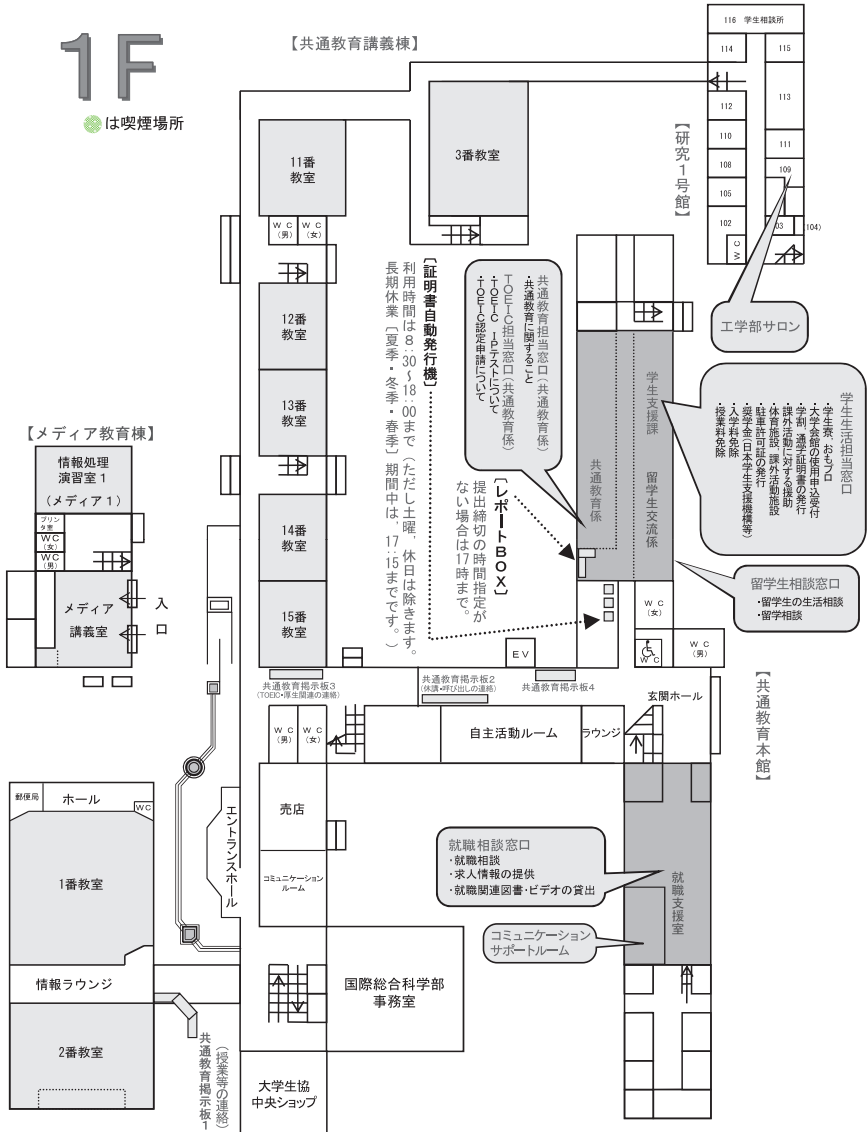 1F
は喫煙場所
【共通教育講義棟】
116 学生相談所
114
115
113
112
110
111
108
109
105
102
103
104)
WC
【研究1号館】
工学部サロン
11番
教室
3番教室
WC
(男)
WC
(女)
12番
教室
13番
教室
14番
教室
15番
教室
[証明書自動発行機]
利用時間は8:30~18:00まで(ただし土曜、休日は除きます。
長期休業[夏季・冬季・春季]期間中は、17:15までです。)
共通教育担当窓口(共通教育係)
・共通教育に関すること
TOEIC担当窓口(共通教育係)
・TOEIC IPテストについて
・TOEIC認定申請について
[レポートBOX]
提出締切の時間指定が
ない場合は17時まで。
学生支援課
留学生交流係
共通教育係
学生生活担当窓口
・学生寮、おもプロ
・大学会館の使用申込受付
・学割、通学証明書の発行
・課外活動に対する援助
・体育施設、課外活動施設
・駐車許可証の発行
・奨学金(日本学生支援機構等)
・入学料免除
・授業料免除
留学生相談窓口
・留学生の生活相談
・留学相談
【メディア教育棟】
情報処理
演習室1
(メディア1)
プリン
タ室
WC
(女)
WC
(男)
メディア
講義室
入
口
WC
(女)
WC
WC
(男)
EV
共通教育掲示板3
(TOEIC・厚生関連の連絡)
共通教育掲示板2
(休講・呼び出しの連絡)
共通教育掲示板4
玄関ホール
【共通教育本館】
WC
(男)
WC
(女)
自主活動ルーム
ラウンジ
郵便局
ホール
WC
エントランスホール
売店
コミュニケーション
ルーム
1番教室
就職相談窓口
・就職相談
・求人情報の提供
・就職関連図書・ビデオの貸出
就職支援室
コミュニケーション
サポートルーム
情報ラウンジ
国際総合科学部
事務室
2番教室
共通教育掲示板1
(授業等の連絡)
大学生協
中央ショップ